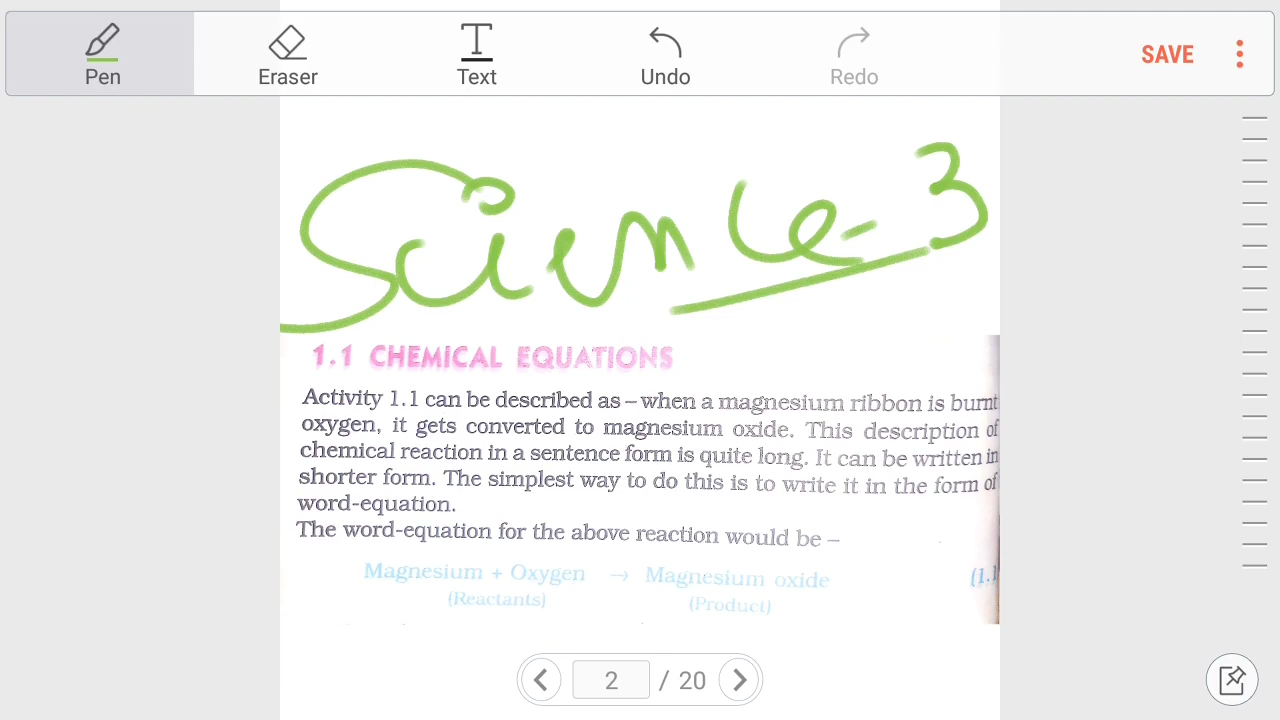 Pen Eraser Text Undo Redo SAVE
Science-3
1.1 CHEMICAL EQUATIONS
Activity 1.1 can be described as – when a magnesium ribbon is burnt
oxygen, it gets converted to magnesium oxide. This description of
chemical reaction in a sentence form is quite long. It can be written in
shorter form. The simplest way to do this is to write it in the form of
word-equation.
The word-equation for the above reaction would be –
Magnesium + Oxygen → Magnesium oxide (1.1
(Reactants) (Product)
2 / 20